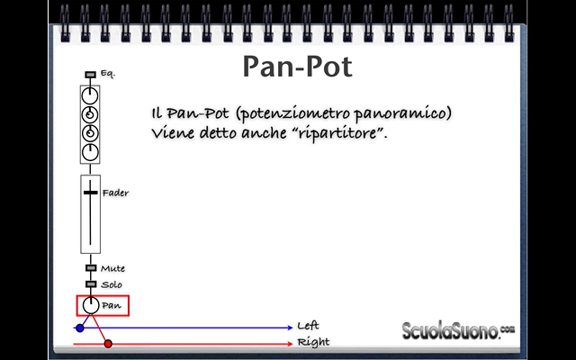 Pan-Pot
Eq.
Il Pan-Pot (potenziometro panoramico)
Viene detto anche "ripartitore".
Fader
Mute
Solo
Pan
Left
Right
ScuolaSuono.com